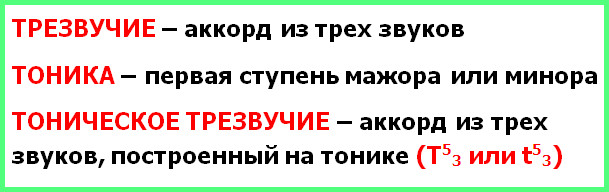 ТРЕЗВУЧИЕ – аккорд из трех звуков
ТОНИКА – первая ступень мажора или минора
ТОНИЧЕСКОЕ ТРЕЗВУЧИЕ – аккорд из трех
звуков, построенный на тонике (Т⁵₃ или t⁵₃)